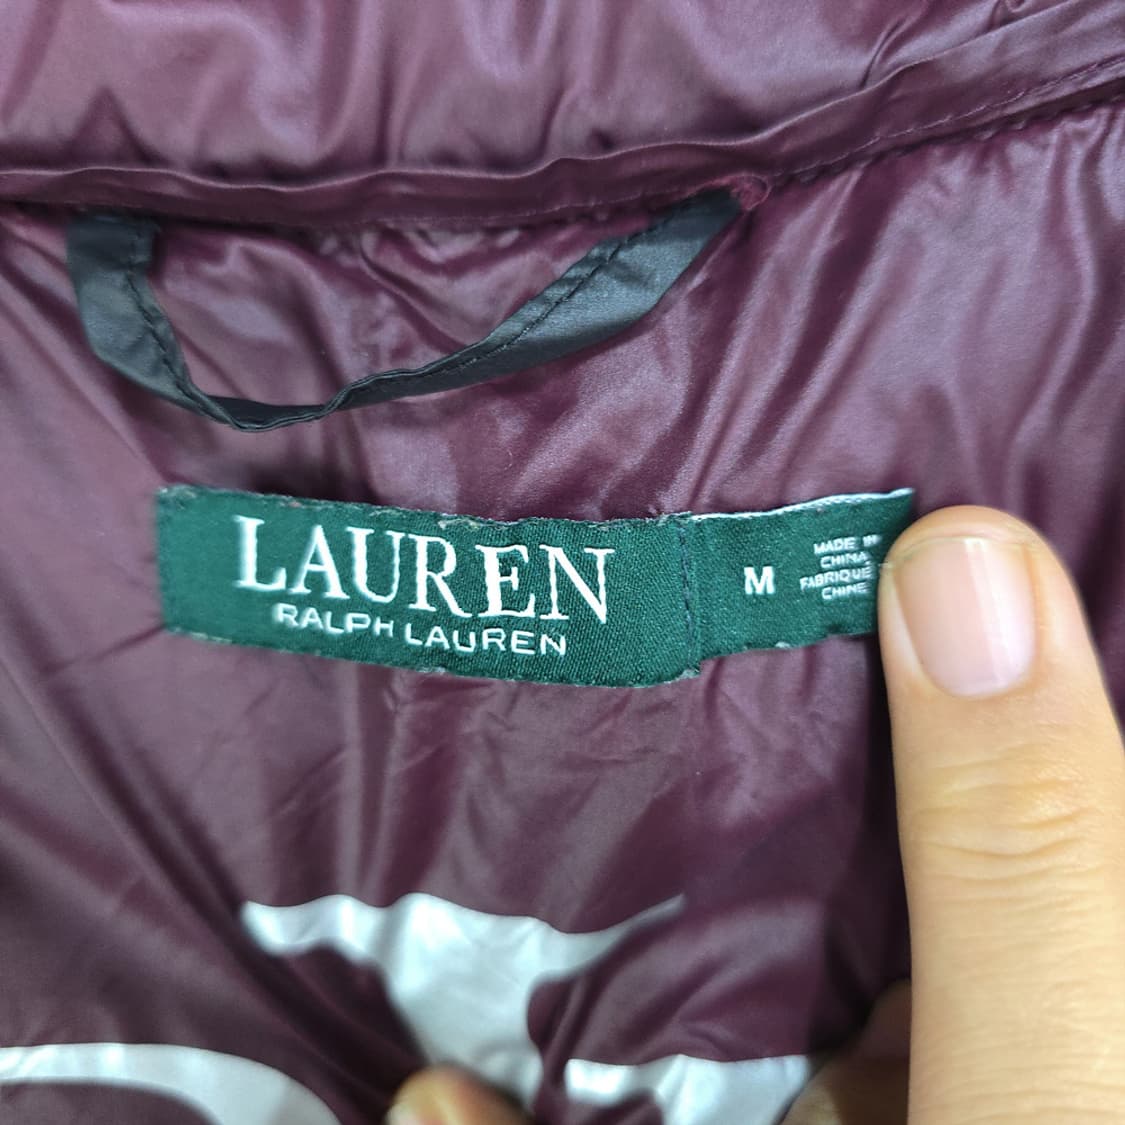 LAUREN
RALPH LAUREN
M
MADE IN
CHINA
FABRIQUÉ
CHINE